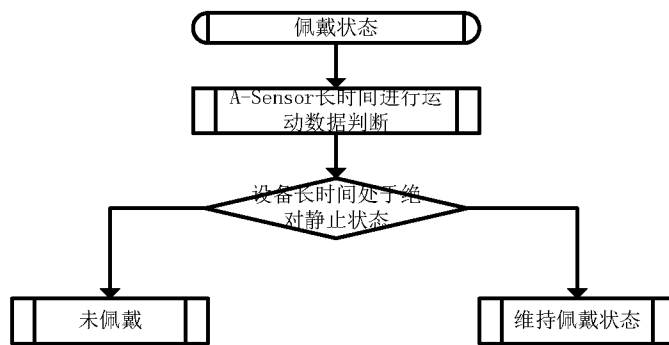 佩戴状态
A-Sensor长时间进行运
动数据判断
设备长时间处于绝
对静止状态
未佩戴
维持佩戴状态